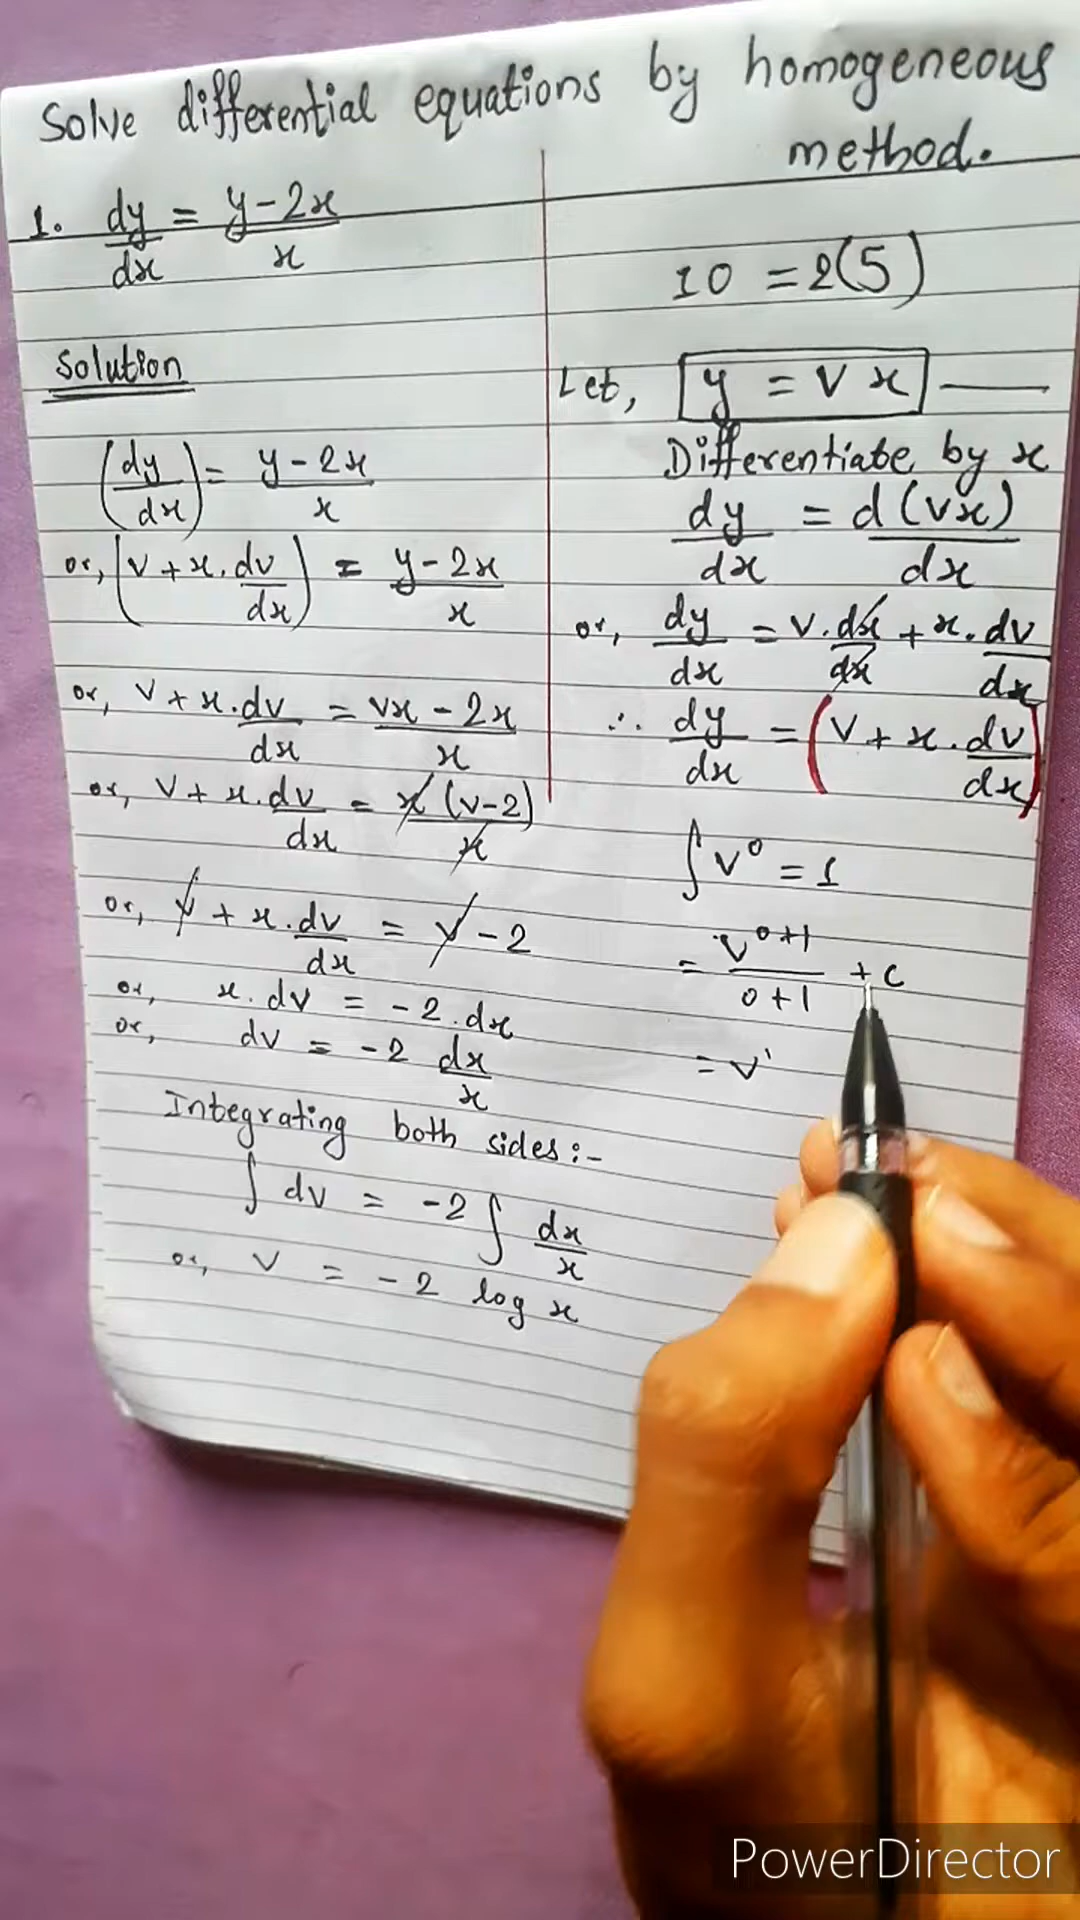 Solve differential equations by homogeneous
method.
1. dy/dx = y-2x/x
Solution
(dy/dx) = y-2x/x
or, (v+x.dv/dx) = y-2x/x
or, v+x.dv/dx = vx-2x/x
or, v+x.dv/dx = x(v-2)/x
or, v+x.dv/dx = v-2
or, x.dv = -2.dx
or, dv = -2 dx/x
Integrating both sides:-
∫dv = -2∫dx/x
or, v = -2 log x
10 = 2(5)
Let, y = vx
Differentiate by x
dy/dx = d(vx)/dx
or, dy/dx = v.dx/dx + x.dv/dx
∴ dy/dx = (v+x.dv/dx)
∫v⁰ = 1
= v⁰⁺¹/0+1 + c
= v¹
PowerDirector